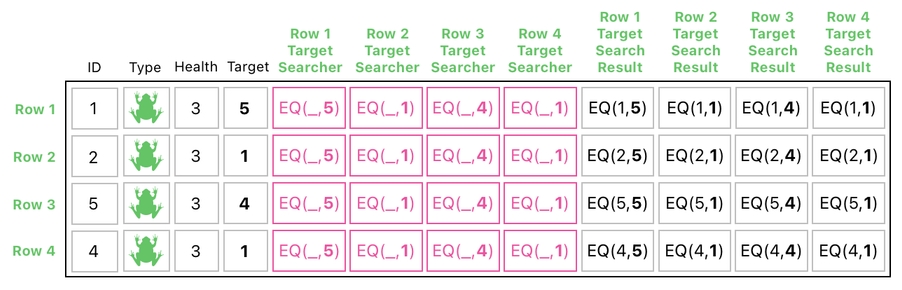 ID Type Health Target Row 1 Target Searcher Row 2 Target Searcher Row 3 Target Searcher Row 4 Target Searcher Row 1 Target Search Result Row 2 Target Search Result Row 3 Target Search Result Row 4 Target Search Result
Row 1 1 3 5 EQ(_,5) EQ(_,1) EQ(_,4) EQ(_,1) EQ(1,5) EQ(1,1) EQ(1,4) EQ(1,1)
Row 2 2 3 1 EQ(_,5) EQ(_,1) EQ(_,4) EQ(_,1) EQ(2,5) EQ(2,1) EQ(2,4) EQ(2,1)
Row 3 5 3 4 EQ(_,5) EQ(_,1) EQ(_,4) EQ(_,1) EQ(5,5) EQ(5,1) EQ(5,4) EQ(5,1)
Row 4 4 3 1 EQ(_,5) EQ(_,1) EQ(_,4) EQ(_,1) EQ(4,5) EQ(4,1) EQ(4,4) EQ(4,1)